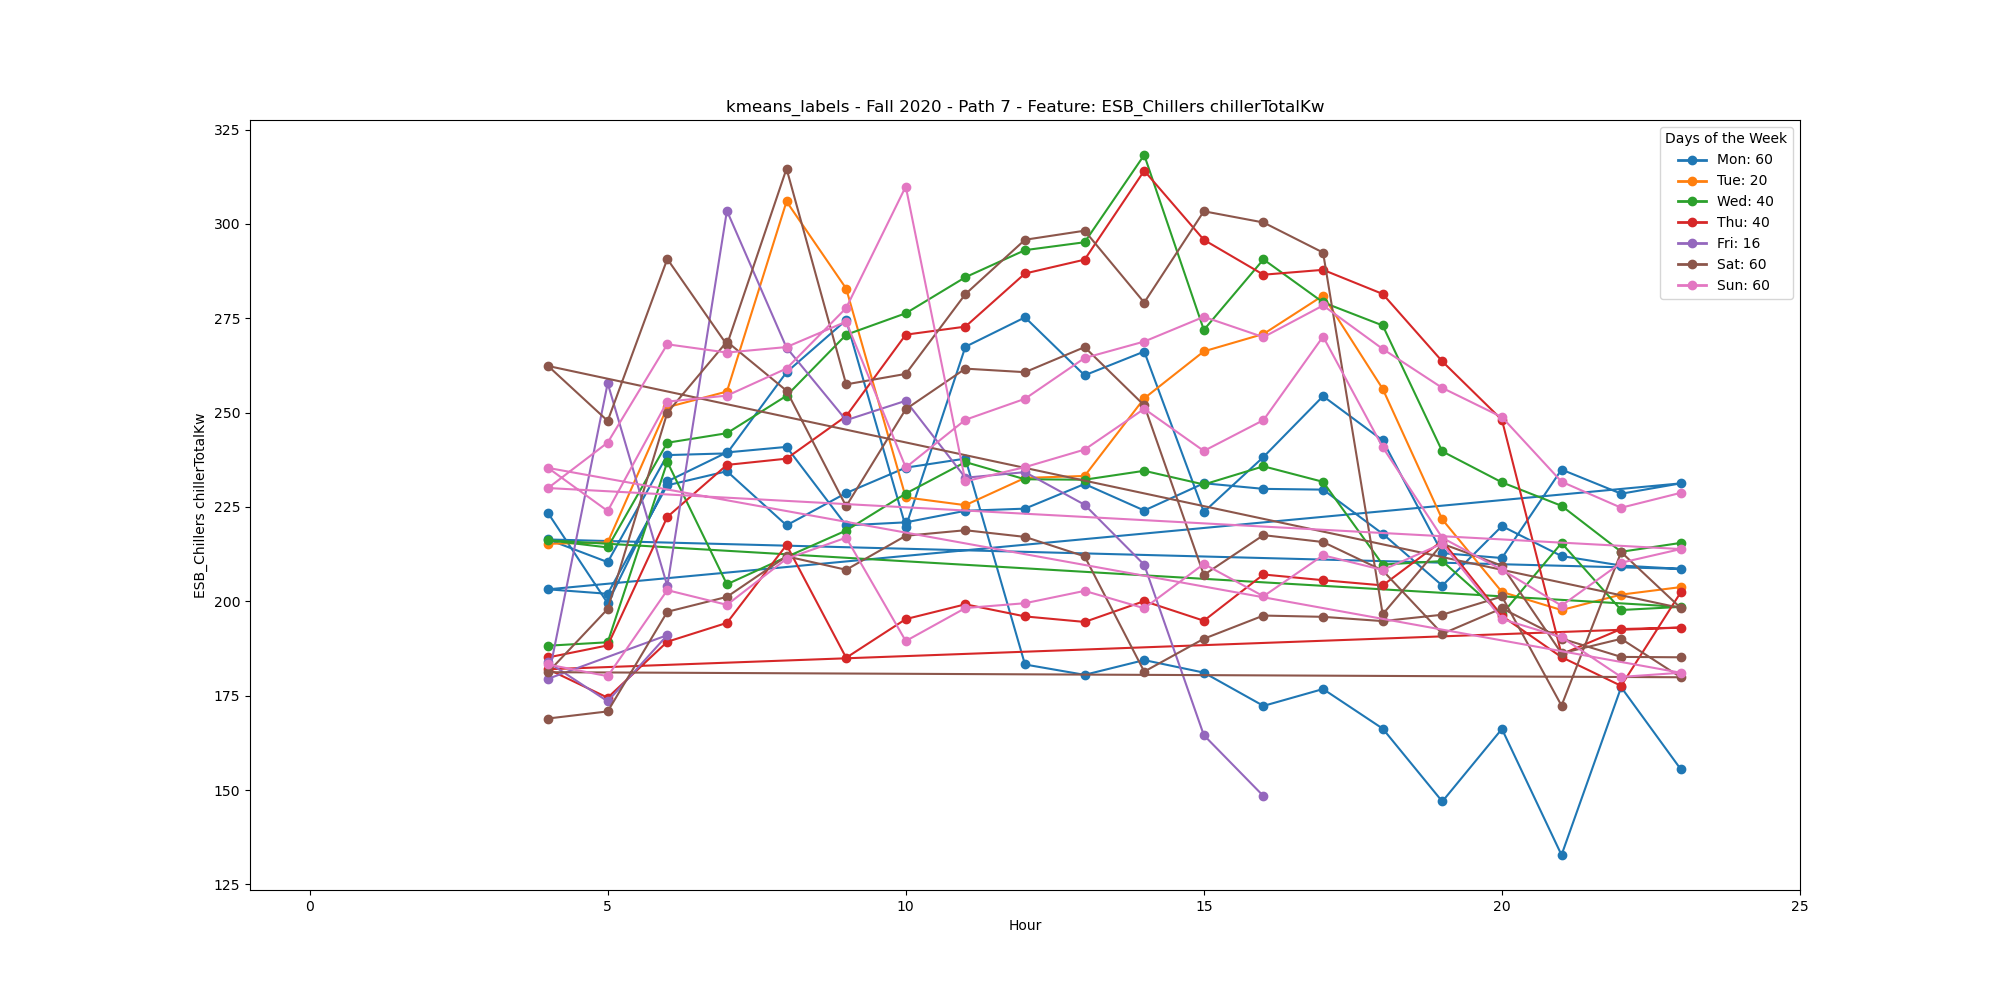 kmeans_labels - Fall 2020 - Path 7 - Feature: ESB_Chillers chillerTotalKw
325
300
275
250
225
200
175
150
125
ESB_Chillers chillerTotalKw
Days of the Week
Mon: 60
Tue: 20
Wed: 40
Thu: 40
Fri: 16
Sat: 60
Sun: 60
0 5 10 15 20 25
Hour